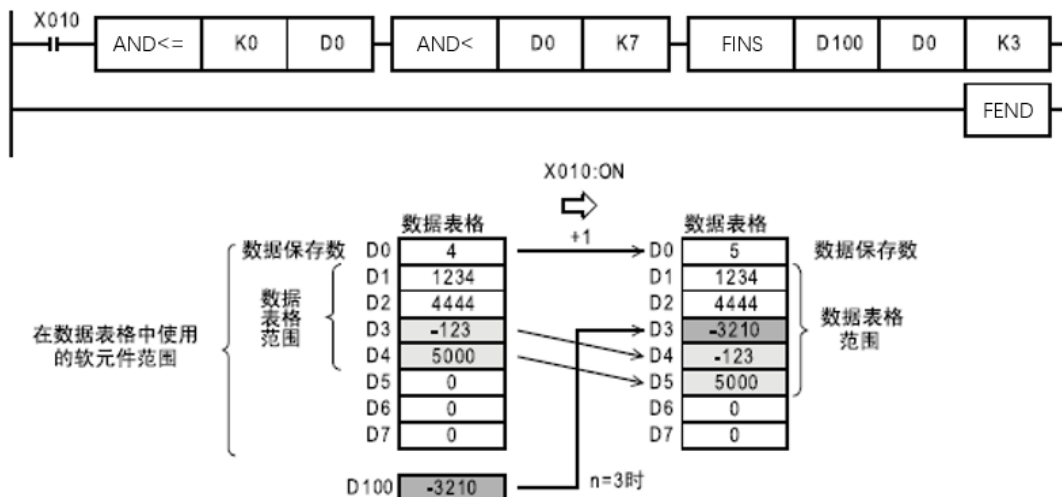 X010
AND<= K0 D0 AND< D0 K7 FINS D100 D0 K3
FEND
X010:ON
数据表格 数据表格
+1
数据保存数 D0 4 D0 5 数据保存数
D1 1234 D1 1234
D2 4444 D2 4444
D3 -123 D3 -3210
D4 5000 D4 -123
D5 0 D5 5000
D6 0 D6 0
D7 0 D7 0
数据
表格
范围
在数据表格中使用
的软元件范围
数据表格
范围
D100 -3210 n=3时